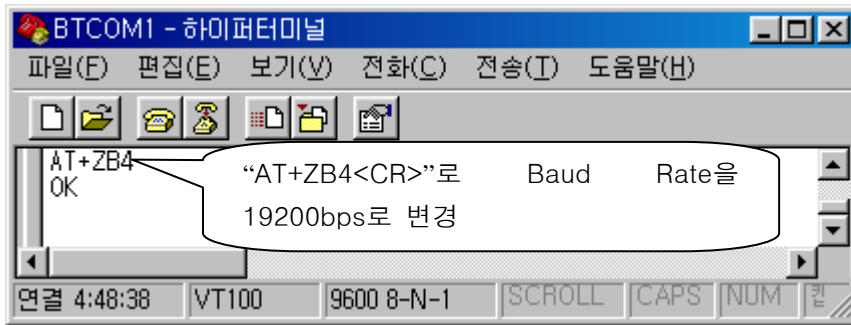 BTCOM1 - 하이퍼터미널
파일(F) 편집(E) 보기(V) 전화(C) 전송(T) 도움말(H)
AT+ZB4
OK
“AT+ZB4<CR>”로 Baud Rate을
19200bps로 변경
연결 4:48:38 VT100 9600 8-N-1 SCROLL CAPS NUM